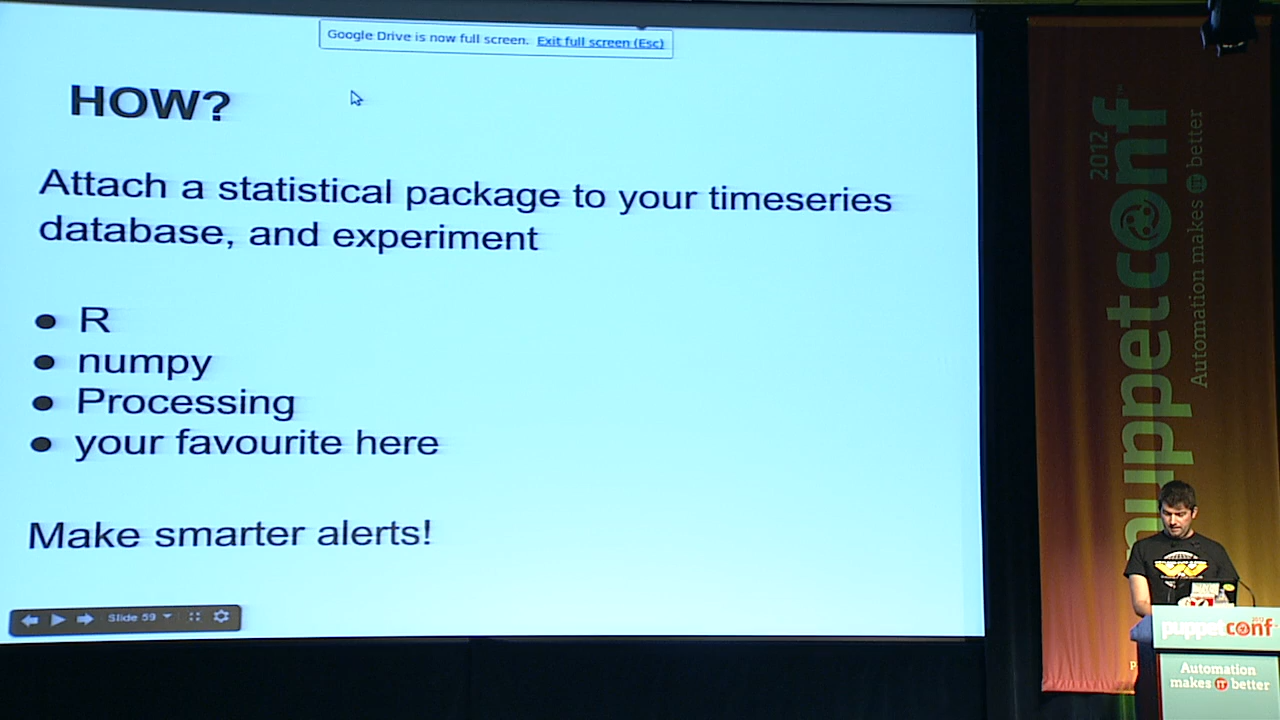 Google Drive is now full screen. Exit full screen (Esc)
HOW?
Attach a statistical package to your timeseries
database, and experiment
● R
● numpy
● Processing
● your favourite here
Make smarter alerts!
Slide 59
puppetconf™
2012
Automation makes IT better
puppetconf
2012
Automation
makes IT better